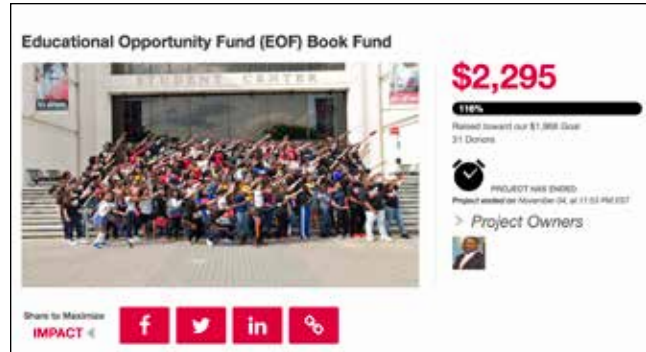 Educational Opportunity Fund (EOF) Book Fund
STUDENT CENTER
$2,295
116%
Raised toward our $1,968 Goal
31 Donors
PROJECT HAS ENDED
Project ended on November 04, at 11:53 PM EST
> Project Owners
Share to Maximize
IMPACT
f
in